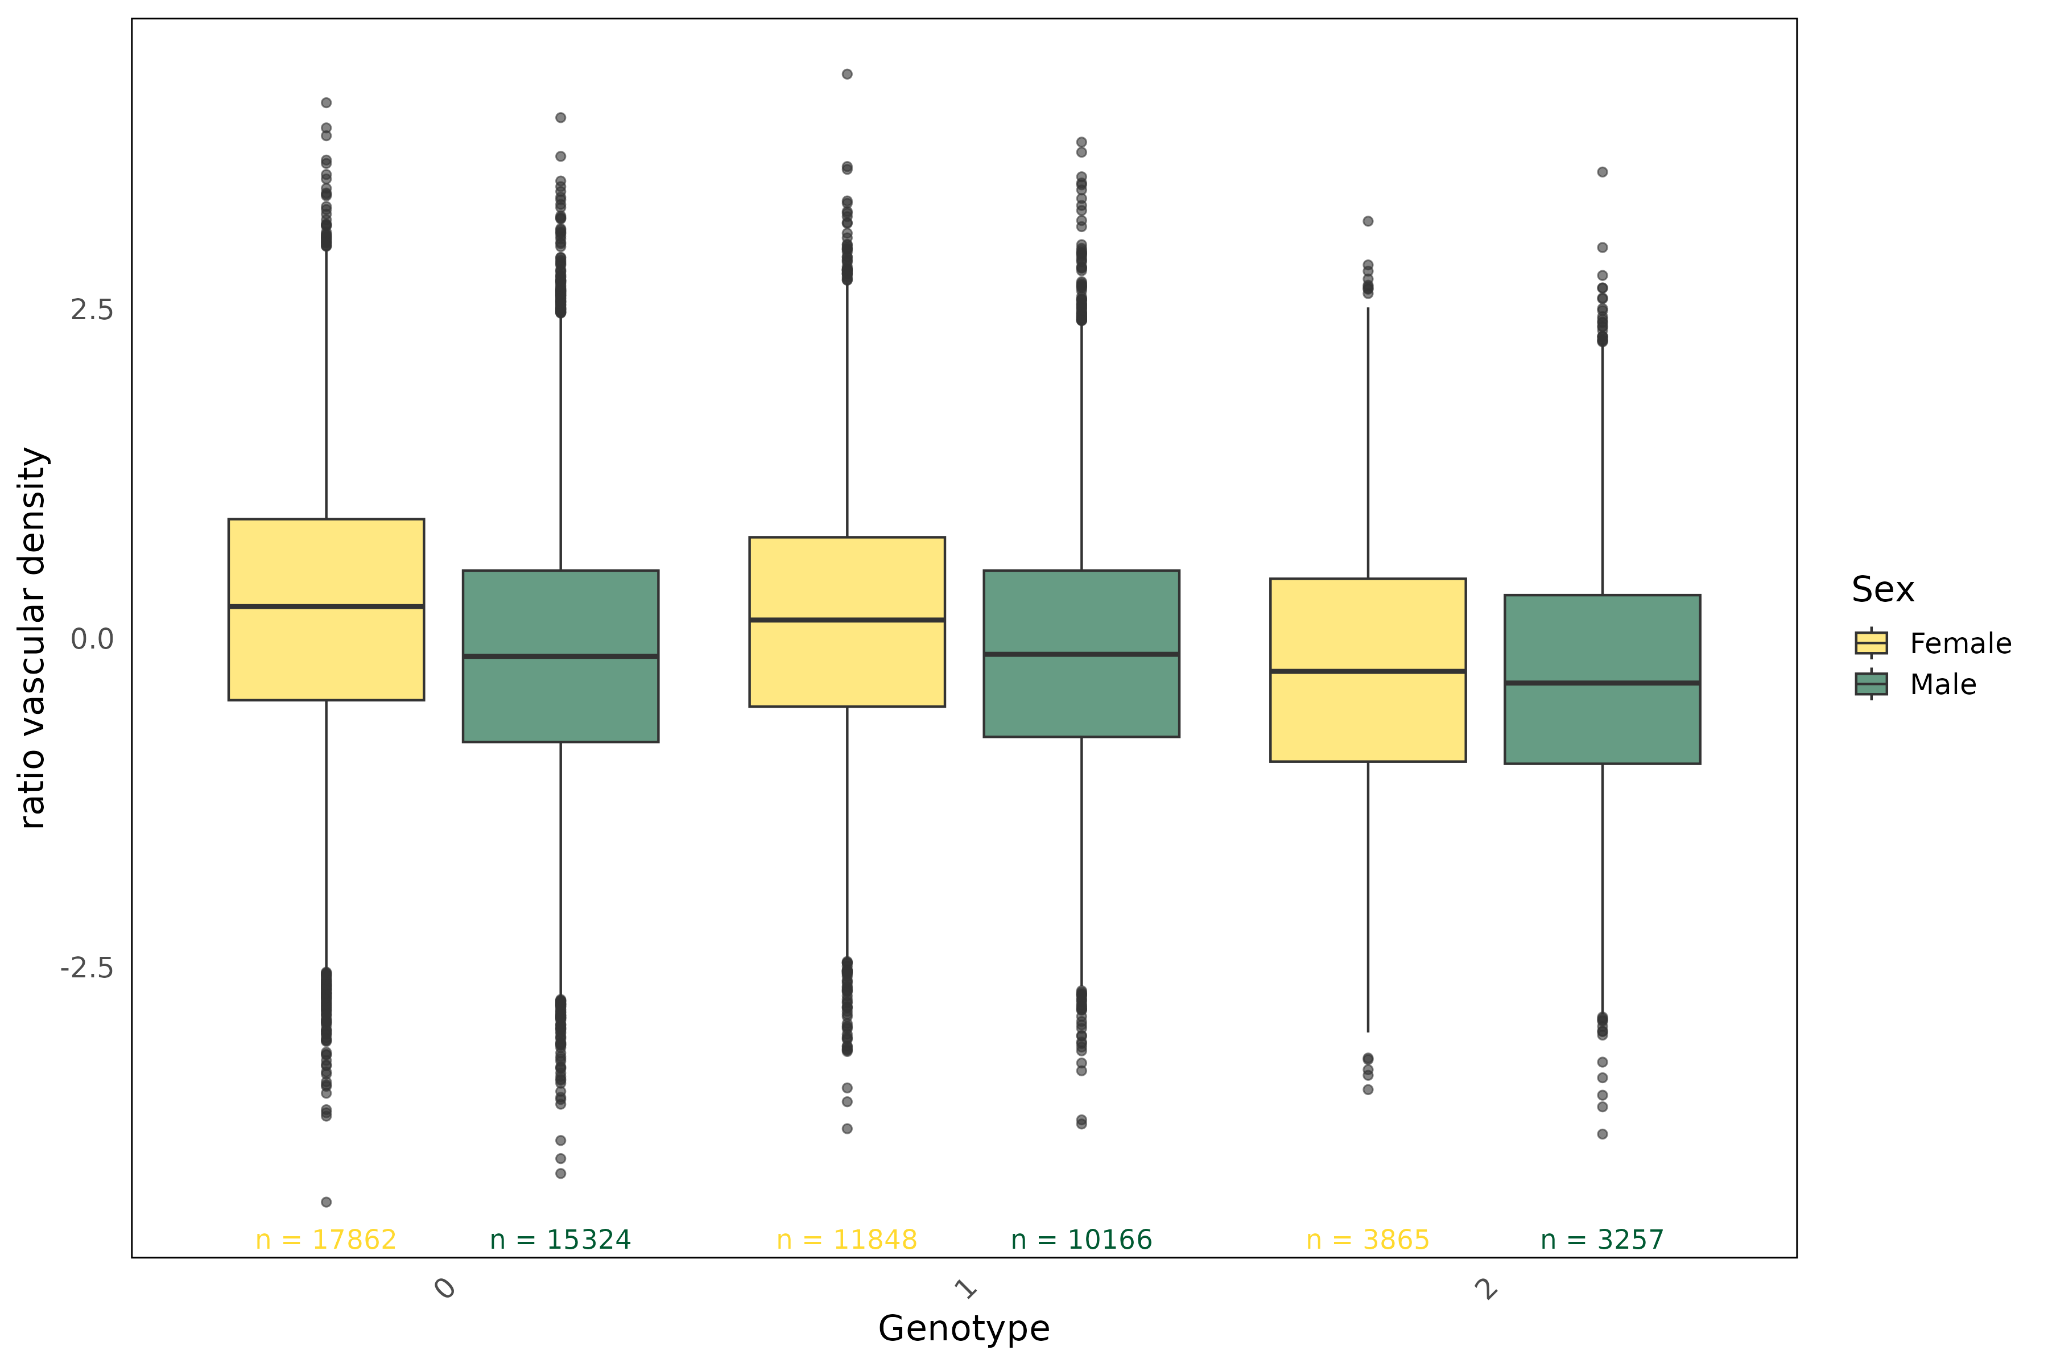 ratio vascular density
2.5
0.0
-2.5
n = 17862
n = 15324
n = 11848
n = 10166
n = 3865
n = 3257
0
1
2
Genotype
Sex
Female
Male